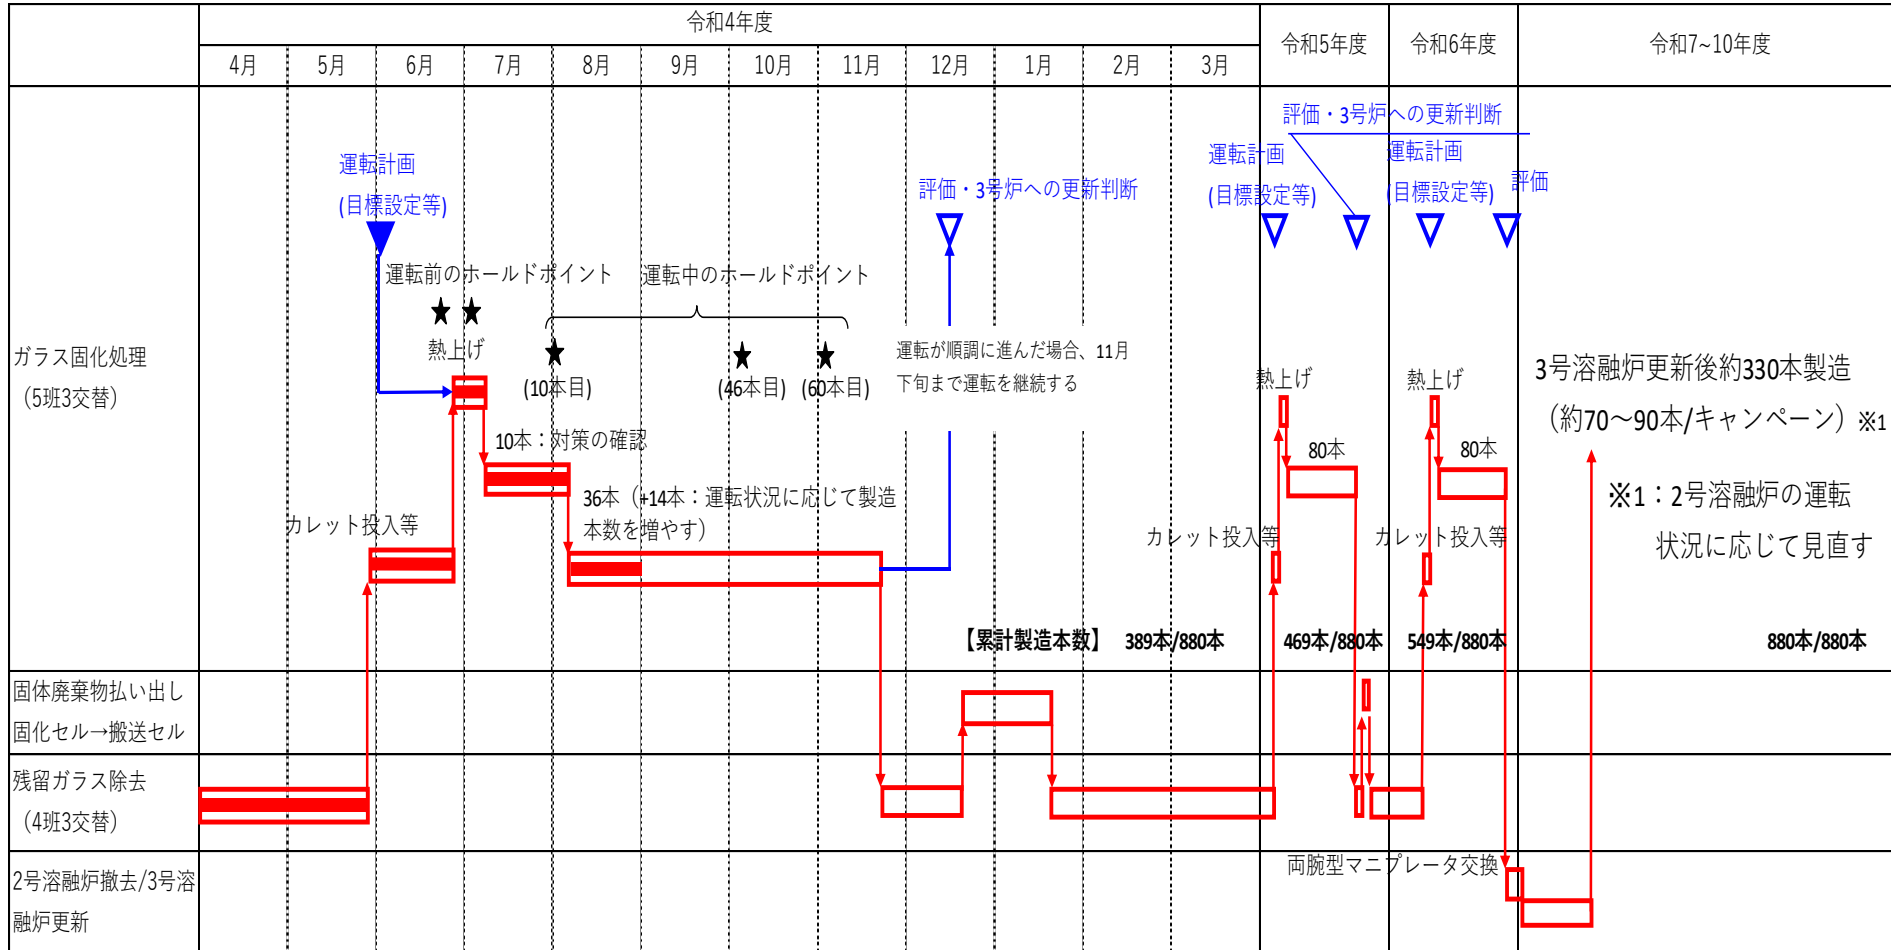 令和4年度
令和5年度
令和6年度
令和7~10年度
4月
5月
6月
7月
8月
9月
10月
11月
12月
1月
2月
3月
ガラス固化処理
(5班3交替)
運転計画
(目標設定等)
運転前のホールドポイント
運転中のホールドポイント
★
★
熱上げ
★
(10本目)
★
(46本目)
★
(60本目)
10本：対策の確認
36本（+14本：運転状況に応じて製造
本数を増やす）
カレット投入等
評価・3号炉への更新判断
運転が順調に進んだ場合、11月
下旬まで運転を継続する
評価・3号炉への更新判断
運転計画
(目標設定等)
運転計画
(目標設定等)
評価
熱上げ
80本
カレット投入等
熱上げ
80本
カレット投入等
3号溶融炉更新後約330本製造
（約70～90本/キャンペーン）※1
※1：2号溶融炉の運転
状況に応じて見直す
【累計製造本数】 389本/880本
469本/880本
549本/880本
880本/880本
固体廃棄物払い出し
固化セル→搬送セル
残留ガラス除去
(4班3交替)
2号溶融炉撤去/3号溶
融炉更新
両腕型マニプレータ交換